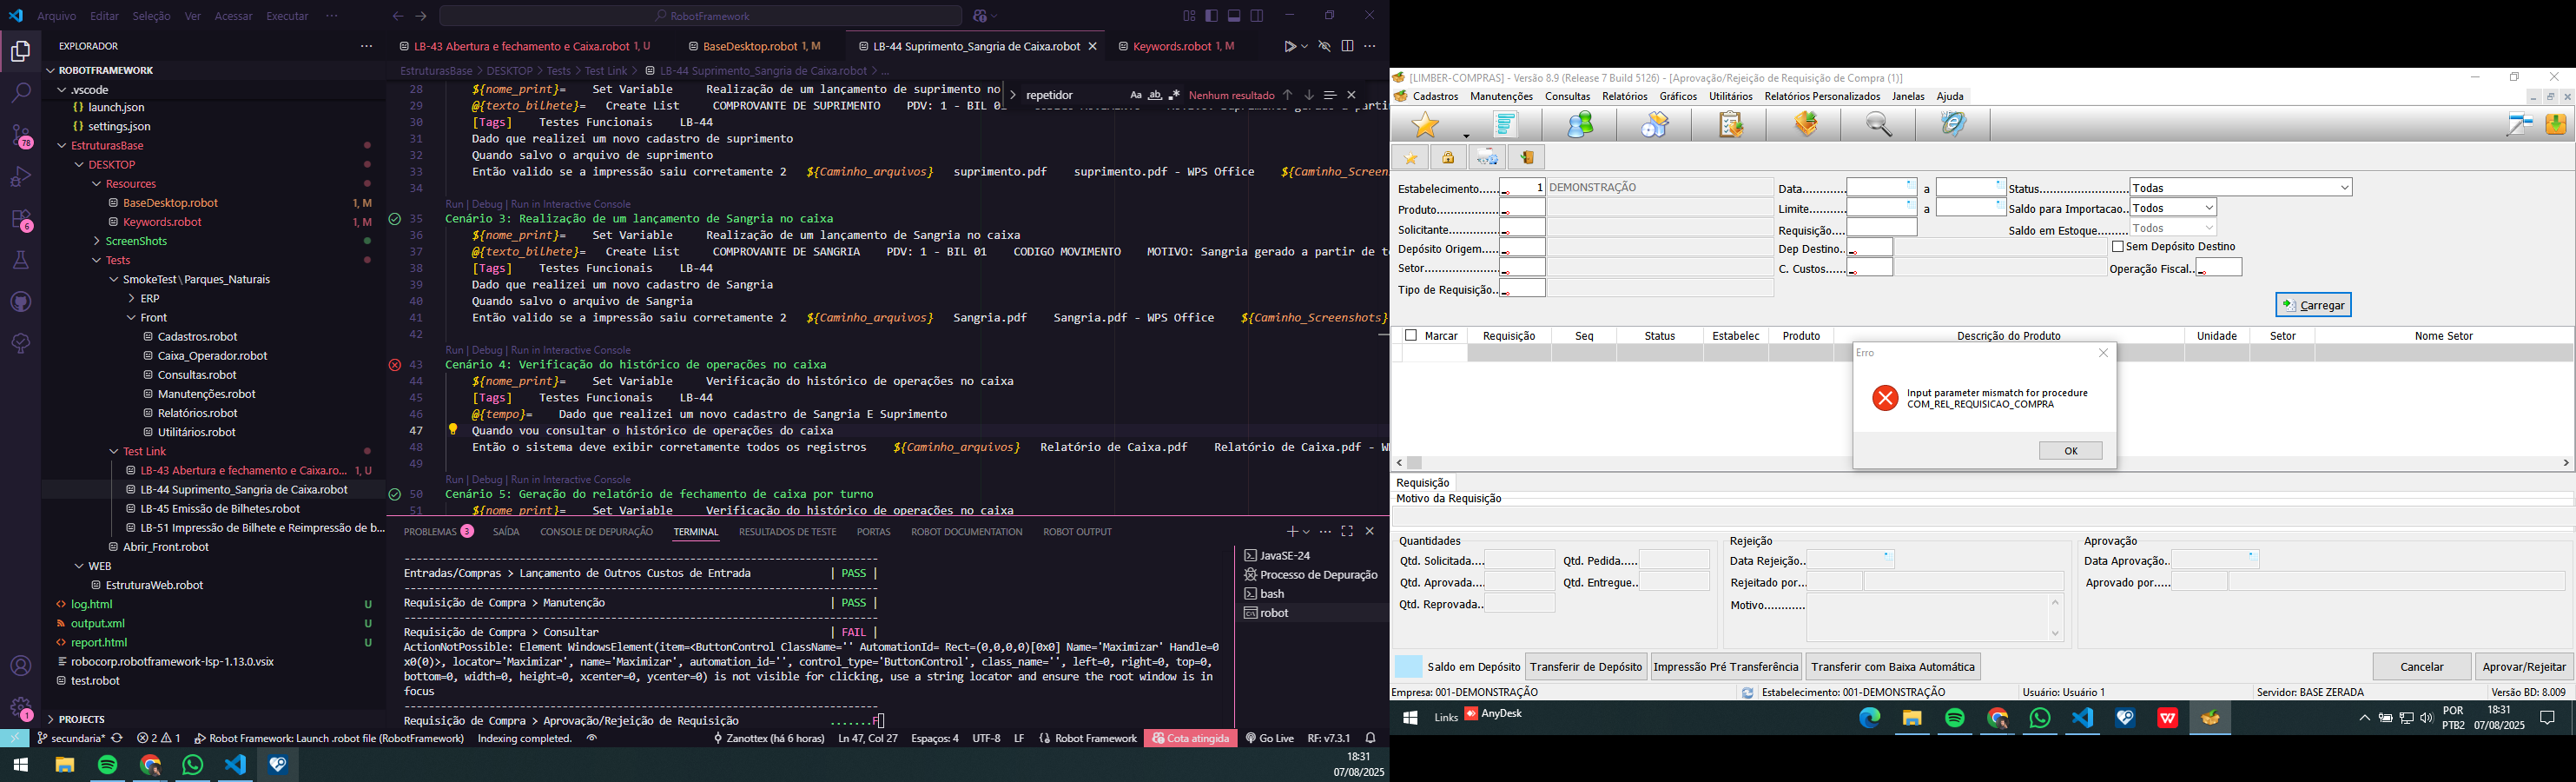 Arquivo Editar Seleção Ver Acessar Executar ···
RobotFramework
EXPLORADOR
ROBOTFRAMEWORK
.vscode
launch.json
settings.json
EstruturasBase
DESKTOP
Resources
BaseDesktop.robot 1, M
Keywords.robot 1, M
ScreenShots
Tests
SmokeTest\Parques_Naturais
ERP
Front
Cadastros.robot
Caixa_Operador.robot
Consultas.robot
Manutenções.robot
Relatórios.robot
Utilitários.robot
Test Link
LB-43 Abertura e fechamento e Caixa.ro... 1, U
LB-44 Suprimento_Sangria de Caixa.robot
LB-45 Emissão de Bilhetes.robot
LB-51 Impressão de Bilhete e Reimpressão de b...
Abrir_Front.robot
WEB
EstruturaWeb.robot
log.html U
output.xml U
report.html U
robocorp.robotframework-lsp-1.13.0.vsix
test.robot
PROJECTS
78
6
1
LB-43 Abertura e fechamento e Caixa.robot 1, U
BaseDesktop.robot 1, M
LB-44 Suprimento_Sangria de Caixa.robot
Keywords.robot 1, M
EstruturasBase > DESKTOP > Tests > Test Link > LB-44 Suprimento_Sangria de Caixa.robot > ...
repetidor Aa ab Nenhum resultado
28 ${nome_print}= Set Variable Realização de um lançamento de suprimento no
29 @{texto_bilhete}= Create List COMPROVANTE DE SUPRIMENTO PDV: 1 - BIL 01
30 [Tags] Testes Funcionais LB-44
31 Dado que realizei um novo cadastro de suprimento
32 Quando salvo o arquivo de suprimento
33 Então valido se a impressão saiu corretamente 2 ${Caminho_arquivos} suprimento.pdf suprimento.pdf - WPS Office ${Caminho_Screens
34
Run | Debug | Run in Interactive Console
35 Cenário 3: Realização de um lançamento de Sangria no caixa
36 ${nome_print}= Set Variable Realização de um lançamento de Sangria no caixa
37 @{texto_bilhete}= Create List COMPROVANTE DE SANGRIA PDV: 1 - BIL 01 CODIGO MOVIMENTO MOTIVO: Sangria gerado a partir de t
38 [Tags] Testes Funcionais LB-44
39 Dado que realizei um novo cadastro de Sangria
40 Quando salvo o arquivo de Sangria
41 Então valido se a impressão saiu corretamente 2 ${Caminho_arquivos} Sangria.pdf Sangria.pdf - WPS Office ${Caminho_Screenshots}
42
Run | Debug | Run in Interactive Console
43 Cenário 4: Verificação do histórico de operações no caixa
44 ${nome_print}= Set Variable Verificação do histórico de operações no caixa
45 [Tags] Testes Funcionais LB-44
46 @{tempo}= Dado que realizei um novo cadastro de Sangria E Suprimento
47 Quando vou consultar o histórico de operações do caixa
48 Então o sistema deve exibir corretamente todos os registros ${Caminho_arquivos} Relatório de Caixa.pdf Relatório de Caixa.pdf - W
49
Run | Debug | Run in Interactive Console
50 Cenário 5: Geração do relatório de fechamento de caixa por turno
51 ${nome_print}= Set Variable Verificação do histórico de operações no caixa
PROBLEMAS 3 SAÍDA CONSOLE DE DEPURAÇÃO TERMINAL RESULTADOS DE TESTE PORTAS ROBOT DOCUMENTATION ROBOT OUTPUT
------------------------------------------------------------------------------
Entradas/Compras > Lançamento de Outros Custos de Entrada | PASS |
------------------------------------------------------------------------------
Requisição de Compra > Manutenção | PASS |
------------------------------------------------------------------------------
Requisição de Compra > Consultar | FAIL |
ActionNotPossible: Element WindowsElement(item=<ButtonControl ClassName='' AutomationId= Rect=(0,0,0,0)[0x0] Name='Maximizar' Handle=0
x0(0)>, locator='Maximizar', name='Maximizar', automation_id='', control_type='ButtonControl', class_name='', left=0, right=0, top=0,
bottom=0, width=0, height=0, xcenter=0, ycenter=0) is not visible for clicking, use a string locator and ensure the root window is in
focus
------------------------------------------------------------------------------
Requisição de Compra > Aprovação/Rejeição de Requisição .......F
JavaSE-24
Processo de Depuração
bash
robot
secundaria* 2 1 Robot Framework: Launch .robot file (RobotFramework) Indexing completed. Zanottex (há 6 horas) Ln 47, Col 27 Espaços: 4 UTF-8 LF Robot Framework Cota atingida Go Live RF: v7.3.1
18:31
07/08/2025
[LIMBER-COMPRAS] - Versão 8.9 (Release 7 Build 5126) - [Aprovação/Rejeição de Requisição de Compra (1)]
Cadastros Manutenções Consultas Relatórios Gráficos Utilitários Relatórios Personalizados Janelas Ajuda
Estabelecimento...... 1 DEMONSTRAÇÃO Data............ a Status........................ Todas
Produto.................. Limite........... a Saldo para Importacao.. Todos
Solicitante.............. Requisição.... Saldo em Estoque......... Todos
Depósito Origem..... Dep Destino.. Sem Depósito Destino
Setor...................... C. Custos...... Operação Fiscal..
Tipo de Requisição..
Carregar
Marcar Requisição Seq Status Estabelec Produto Descrição do Produto Unidade Setor Nome Setor
Erro
Input parameter mismatch for procedure
COM_REL_REQUISICAO_COMPRA
OK
Requisição
Motivo da Requisição
Quantidades
Qtd. Solicitada.... Qtd. Pedida.....
Qtd. Aprovada.... Qtd. Entregue..
Qtd. Reprovada..
Rejeição
Data Rejeição..
Rejeitado por...
Motivo............
Aprovação
Data Aprovação..
Aprovado por.....
Saldo em Depósito Transferir de Depósito Impressão Pré Transferência Transferir com Baixa Automática Cancelar Aprovar/Rejeitar
Empresa: 001-DEMONSTRAÇÃO Estabelecimento: 001-DEMONSTRAÇÃO Usuário: Usuário 1 Servidor: BASE ZERADA Versão BD: 8.009
Links AnyDesk
POR
PTB2
18:31
07/08/2025